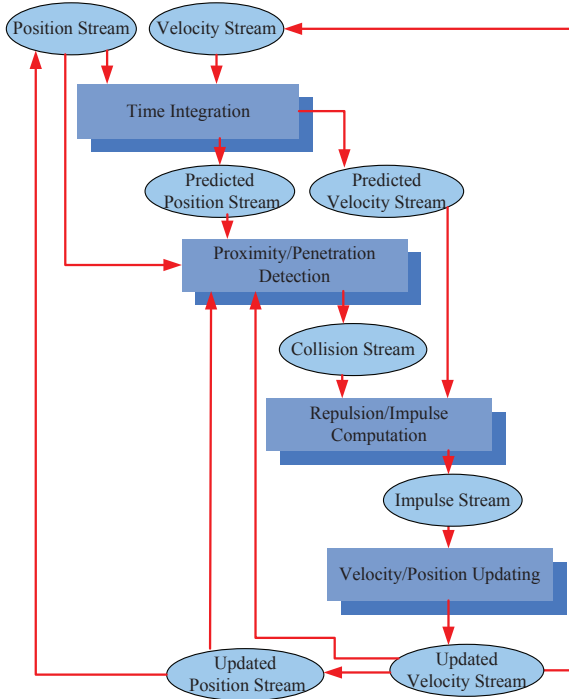 Position Stream
Velocity Stream
Time Integration
Predicted
Position Stream
Predicted
Velocity Stream
Proximity/Penetration
Detection
Collision Stream
Repulsion/Impulse
Computation
Impulse Stream
Velocity/Position Updating
Updated
Position Stream
Updated
Velocity Stream